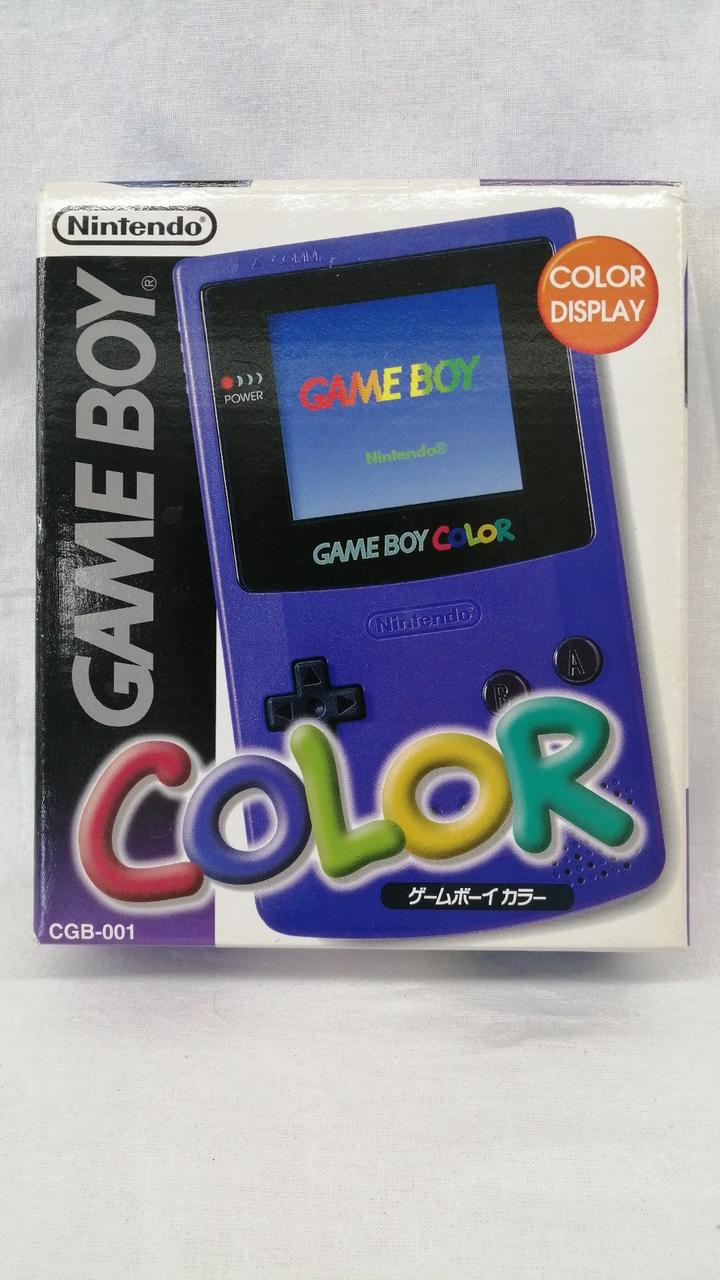 Nintendo®
GAME BOY®
COLOR
DISPLAY
COMM.
POWER
GAME BOY
Nintendo®
GAME BOY COLOR
Nintendo
A
B
COLOR
ゲームボーイカラー
CGB-001